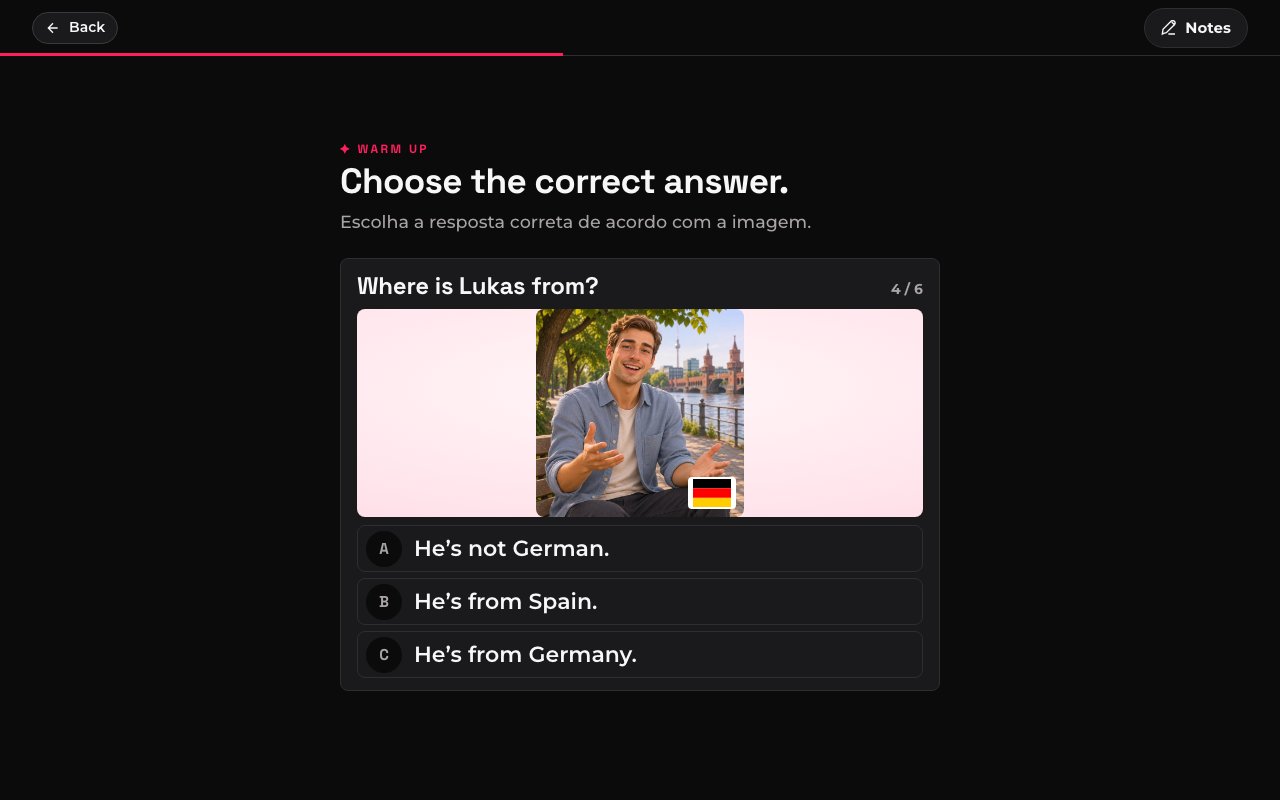 Back
Notes
WARM UP
Choose the correct answer.
Escolha a resposta correta de acordo com a imagem.
Where is Lukas from?
4 / 6
A He’s not German.
B He’s from Spain.
C He’s from Germany.